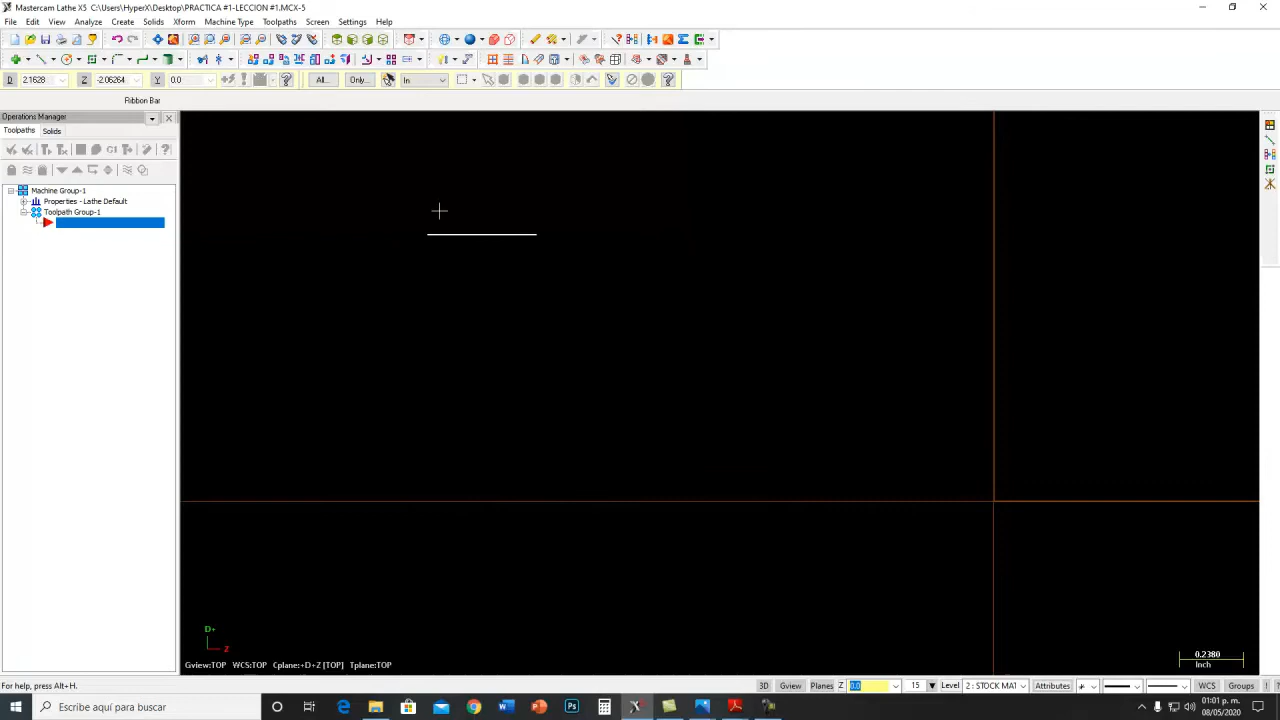 Mastercam Lathe X5 C:\Users\HyperX\Desktop\PRACTICA #1-LECCION #1.MCX-5
File Edit View Analyze Create Solids Xform Machine Type Toolpaths Screen Settings Help
D 2.1628 Z -2.06264 Y 0.0 All... Only... In
Ribbon Bar
Operations Manager
Toolpaths Solids
G1
Machine Group-1
Properties - Lathe Default
Toolpath Group-1
D+
Z
Gview:TOP WCS:TOP Cplane:+D+Z [TOP] Tplane:TOP
0.2380
Inch
For help, press Alt+H.
3D Gview Planes Z 0.0 15 Level 2 : STOCK MAT Attributes WCS Groups ! ?
Escribe aquí para buscar
01:01 p. m.
08/05/2020